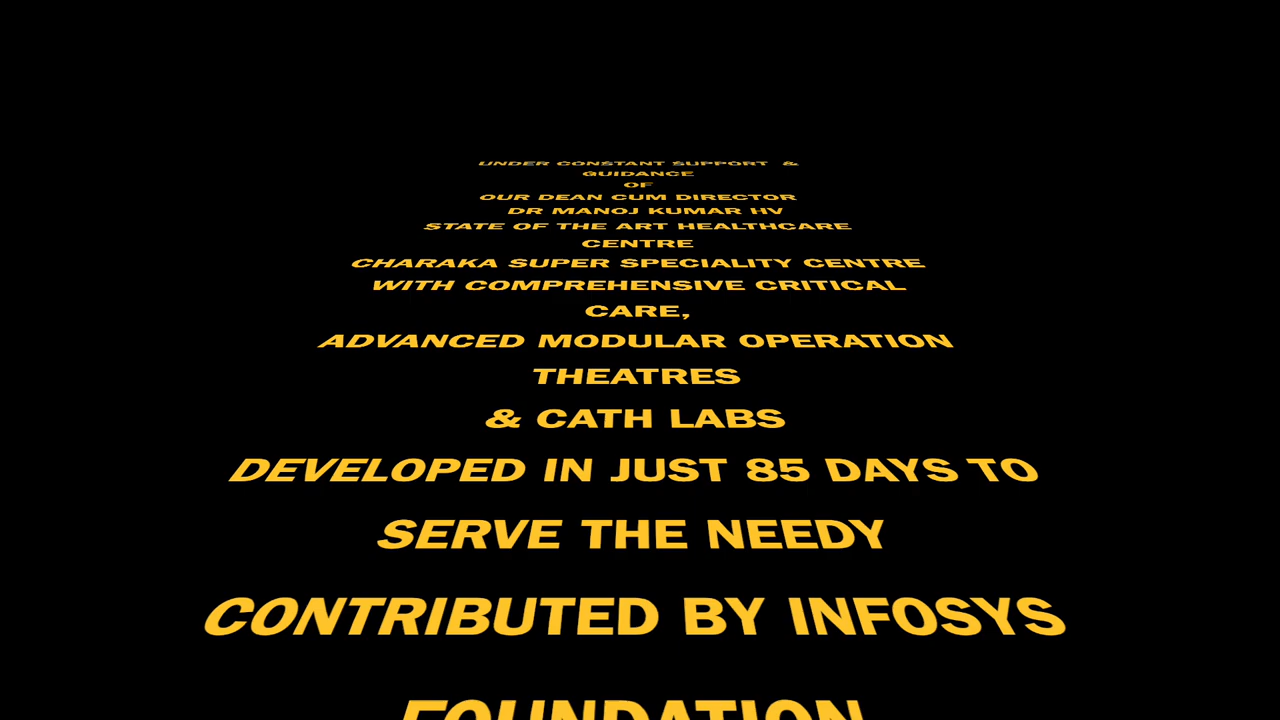 UNDER CONSTANT SUPPORT &
GUIDANCE
OF
OUR DEAN CUM DIRECTOR
DR MANOJ KUMAR HV
STATE OF THE ART HEALTHCARE
CENTRE
CHARAKA SUPER SPECIALITY CENTRE
WITH COMPREHENSIVE CRITICAL
CARE,
ADVANCED MODULAR OPERATION
THEATRES
& CATH LABS
DEVELOPED IN JUST 85 DAYS TO
SERVE THE NEEDY
CONTRIBUTED BY INFOSYS
FOUNDATION